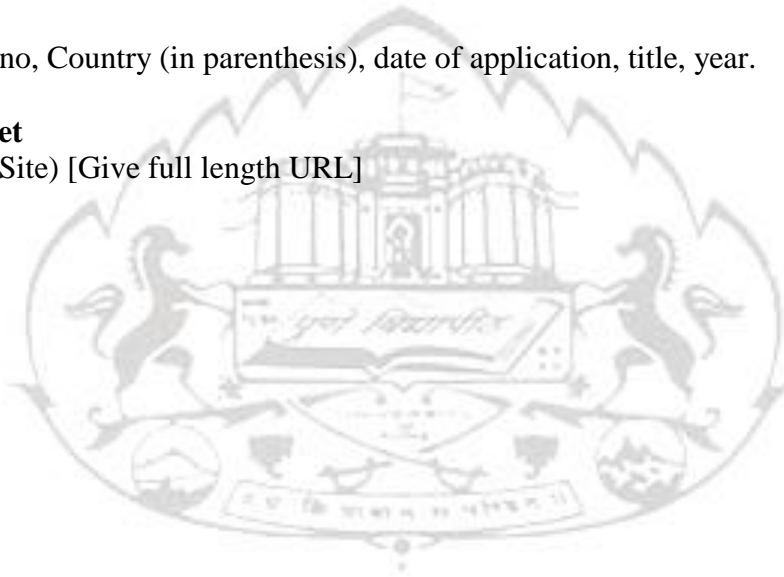 no, Country (in parenthesis), date of application, title, year.
et
Site) [Give full length URL]
पुणे विद्यापीठ